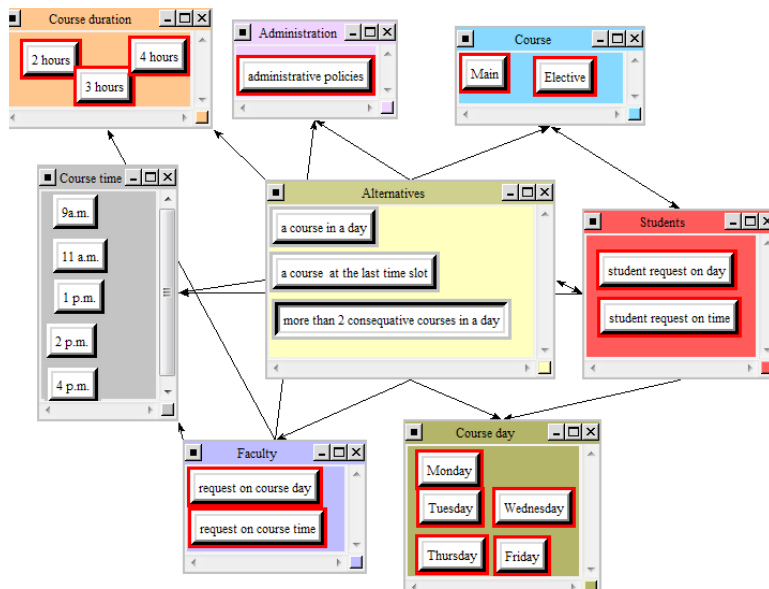 Course duration
2 hours
4 hours
3 hours
Administration
administrative policies
Course
Main
Elective
Course time
9a.m.
11 a.m.
1 p.m.
2 p.m.
4 p.m.
Alternatives
a course in a day
a course at the last time slot
more than 2 consequative courses in a day
Students
student request on day
student request on time
Faculty
request on course day
request on course time
Course day
Monday
Tuesday
Wednesday
Thursday
Friday